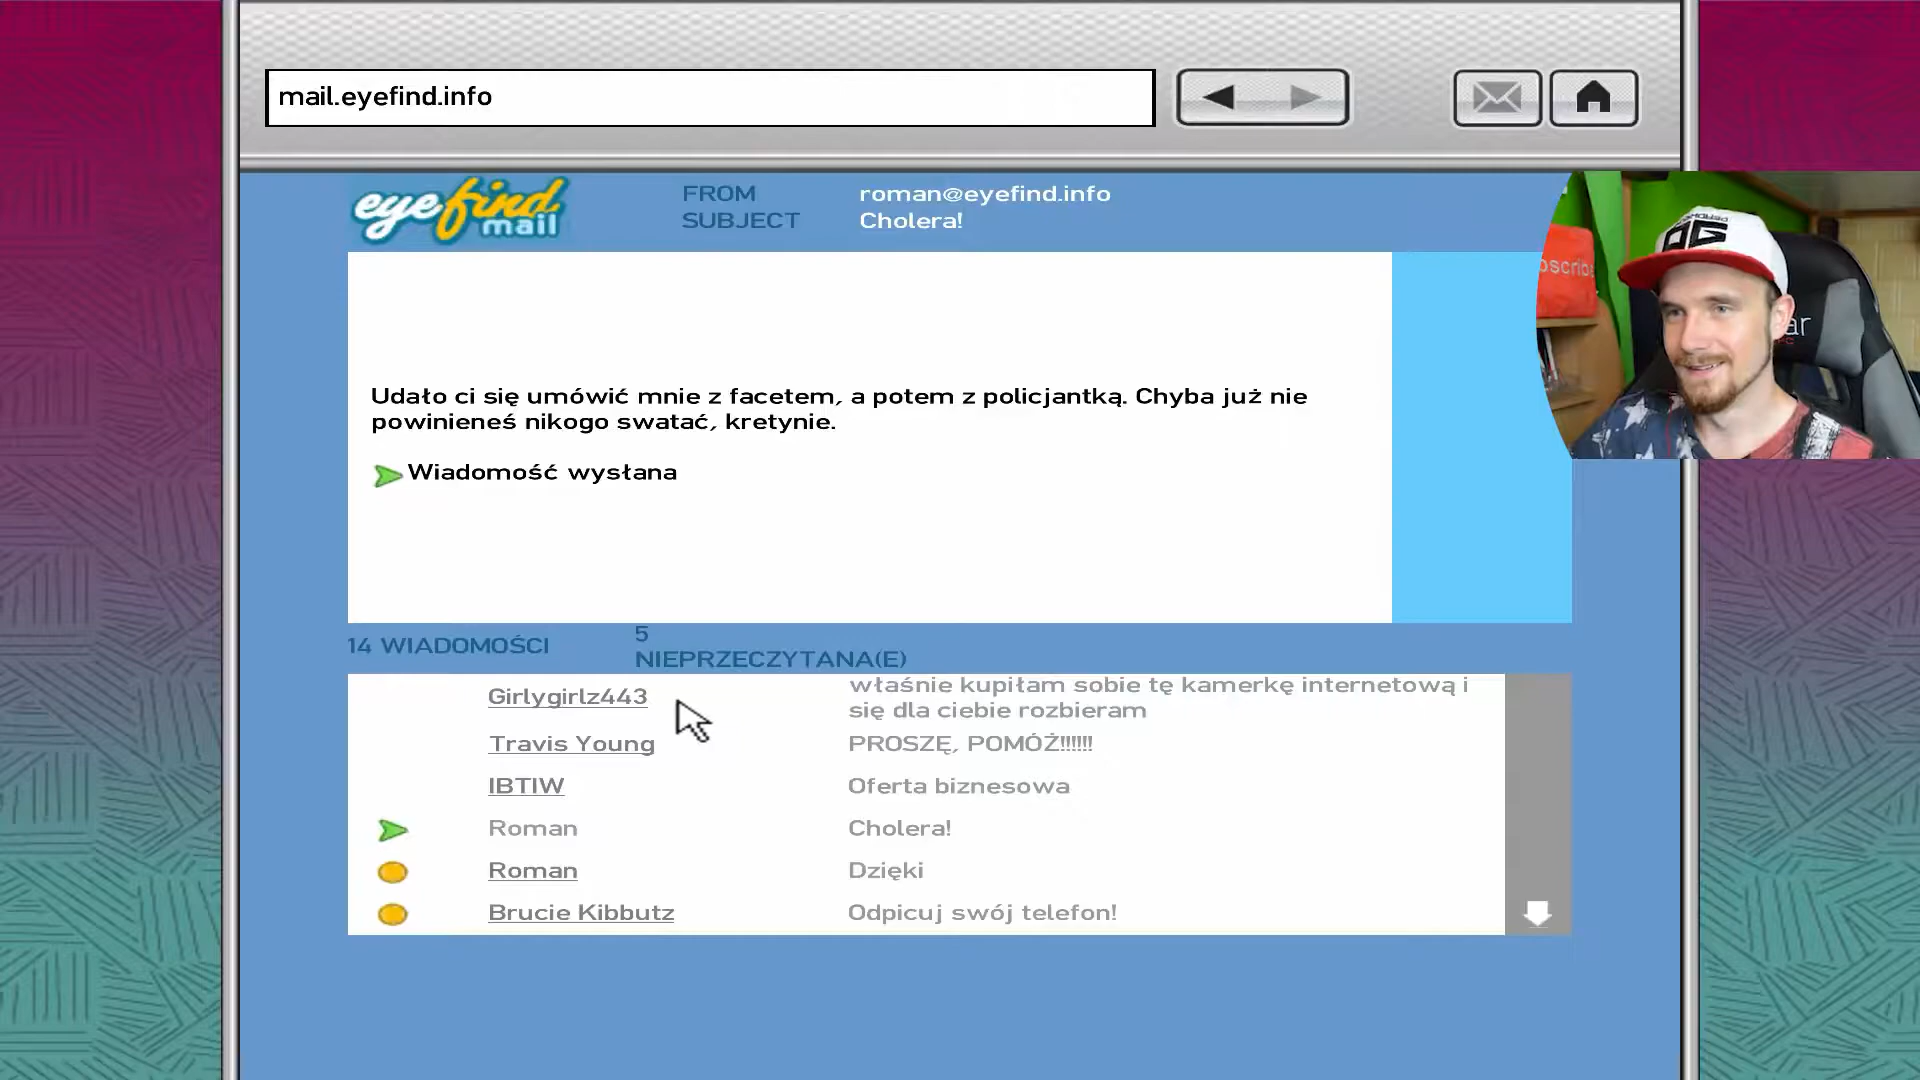 mail.eyefind.info
eyefind
mail
FROM
roman@eyefind.info
SUBJECT
Cholera!
Udało ci się umówić mnie z facetem, a potem z policjantką. Chyba już nie
powinieneś nikogo swatać, kretynie.
Wiadomość wysłana
14 WIADOMOŚCI
5
NIEPRZECZYTANA(E)
Girlygirlz443
właśnie kupiłam sobie tę kamerkę internetową i
się dla ciebie rozbieram
Travis Young
PROSZĘ, POMÓŻ!!!!!!
IBTIW
Oferta biznesowa
Roman
Cholera!
Roman
Dzięki
Brucie Kibbutz
Odpicuj swój telefon!
OG